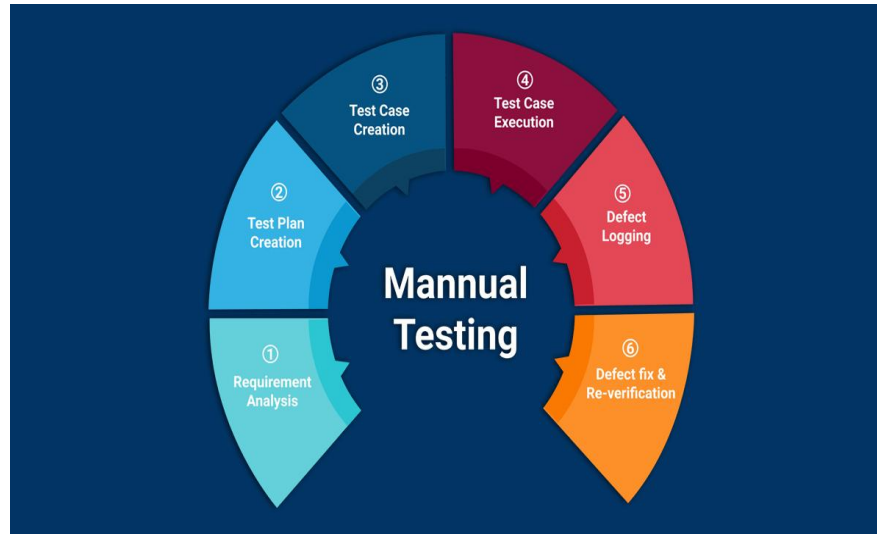 ①
Requirement
Analysis
②
Test Plan
Creation
③
Test Case
Creation
④
Test Case
Execution
⑤
Defect
Logging
⑥
Defect fix &
Re-verification
Mannual
Testing